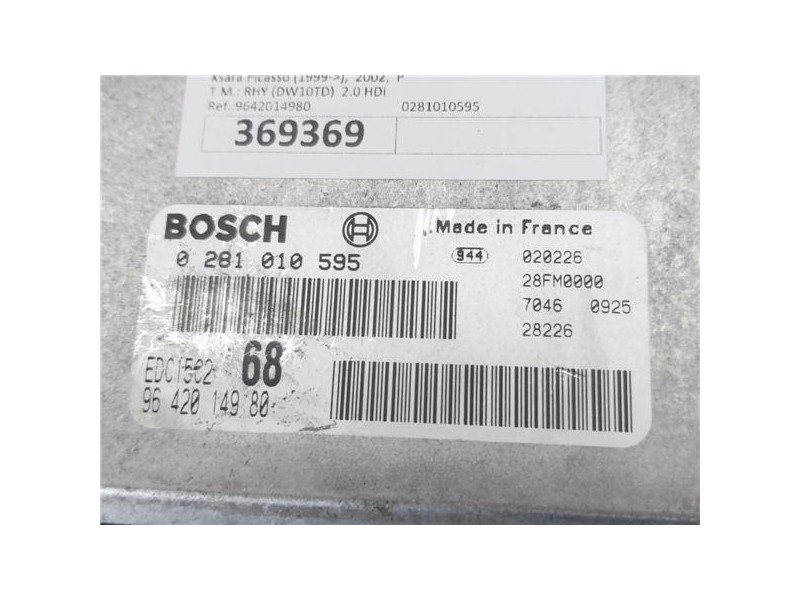 Xsara Picasso (1999->), 2002, P
T.M.: RHY (DW10TD) 2.0 HDi
Ref.:9642014980 0281010595
369369
BOSCH Made in France
0 281 010 595 944 020226
28FM0000
7046 0925
28226
EDC15C2 68
96 420 149 80